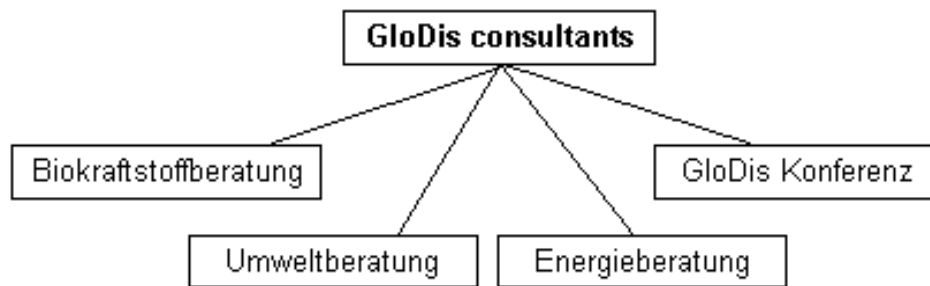 GloDis consultants
Biokraftstoffberatung
GloDis Konferenz
Umweltberatung
Energieberatung